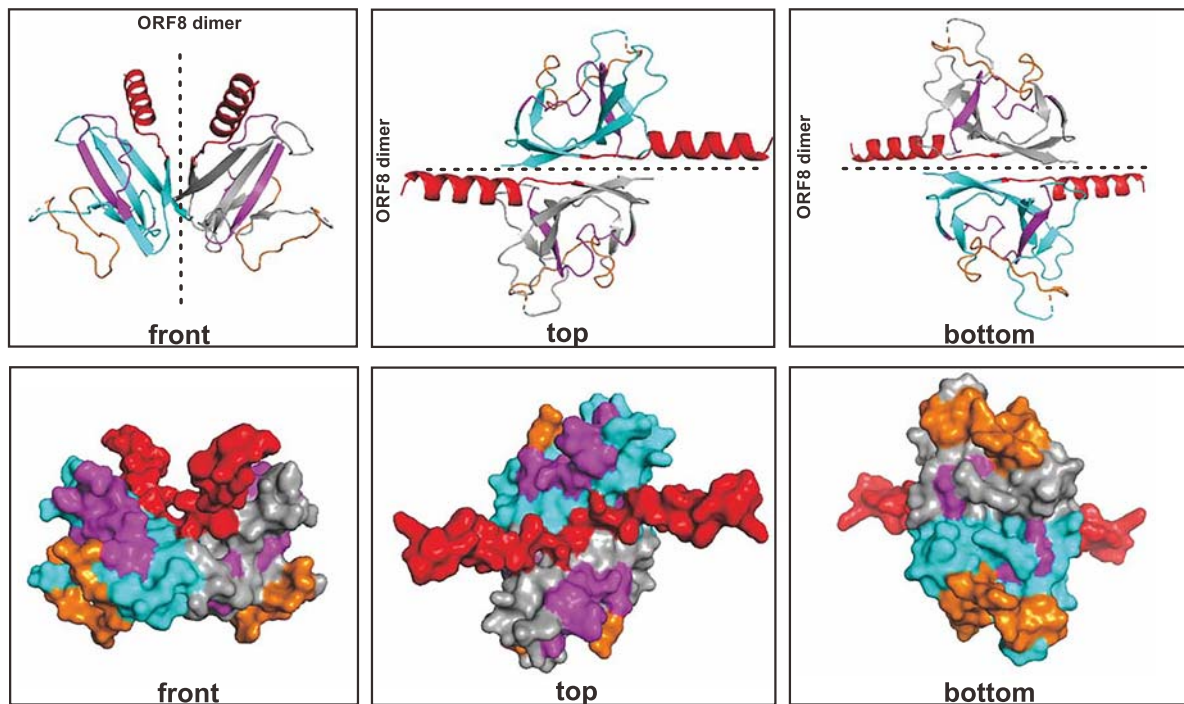 ORF8 dimer
front
ORF8 dimer
top
ORF8 dimer
bottom
front
top
bottom